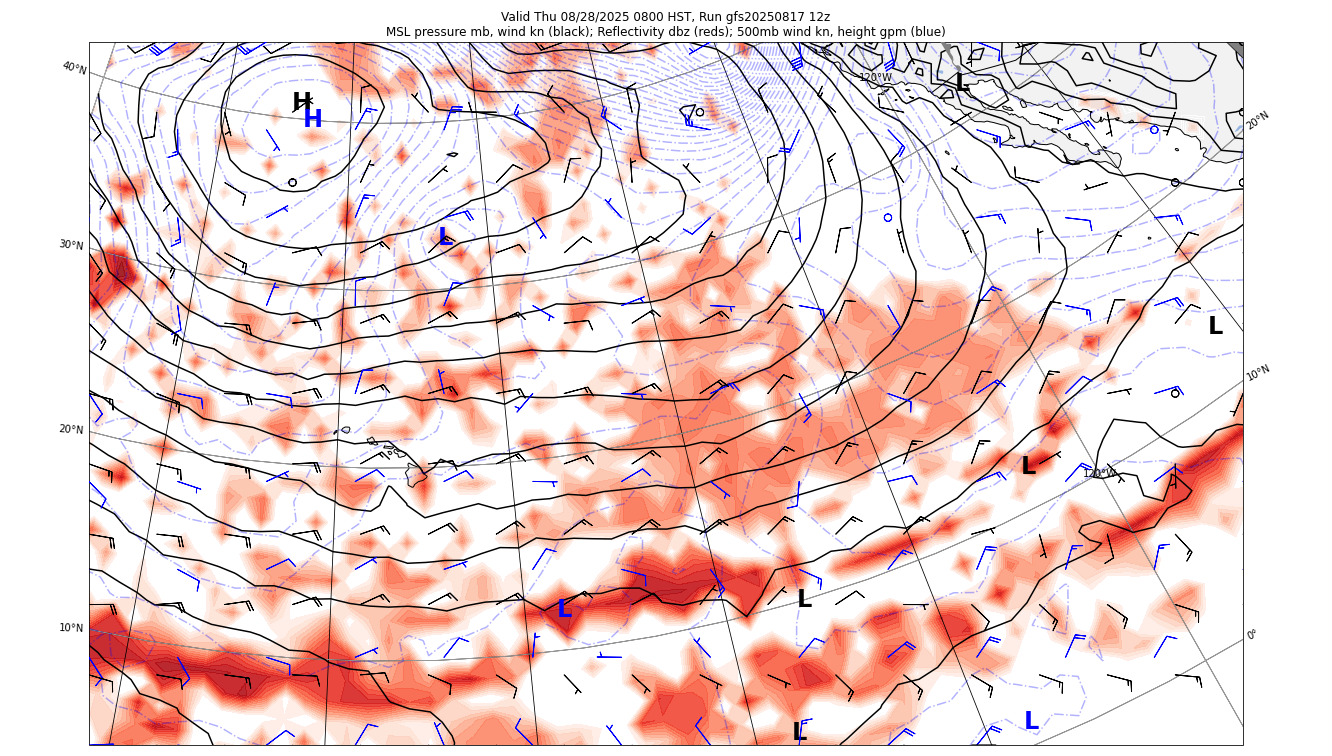 Valid Thu 08/28/2025 0800 HST, Run gfs20250817 12z
MSL pressure mb, wind kn (black); Reflectivity dbz (reds); 500mb wind kn, height gpm (blue)
40°N
120°W
L
20°N
H
H
30°N
L
L
10°N
20°N
L
120°W
L
L
10°N
0°
L
L